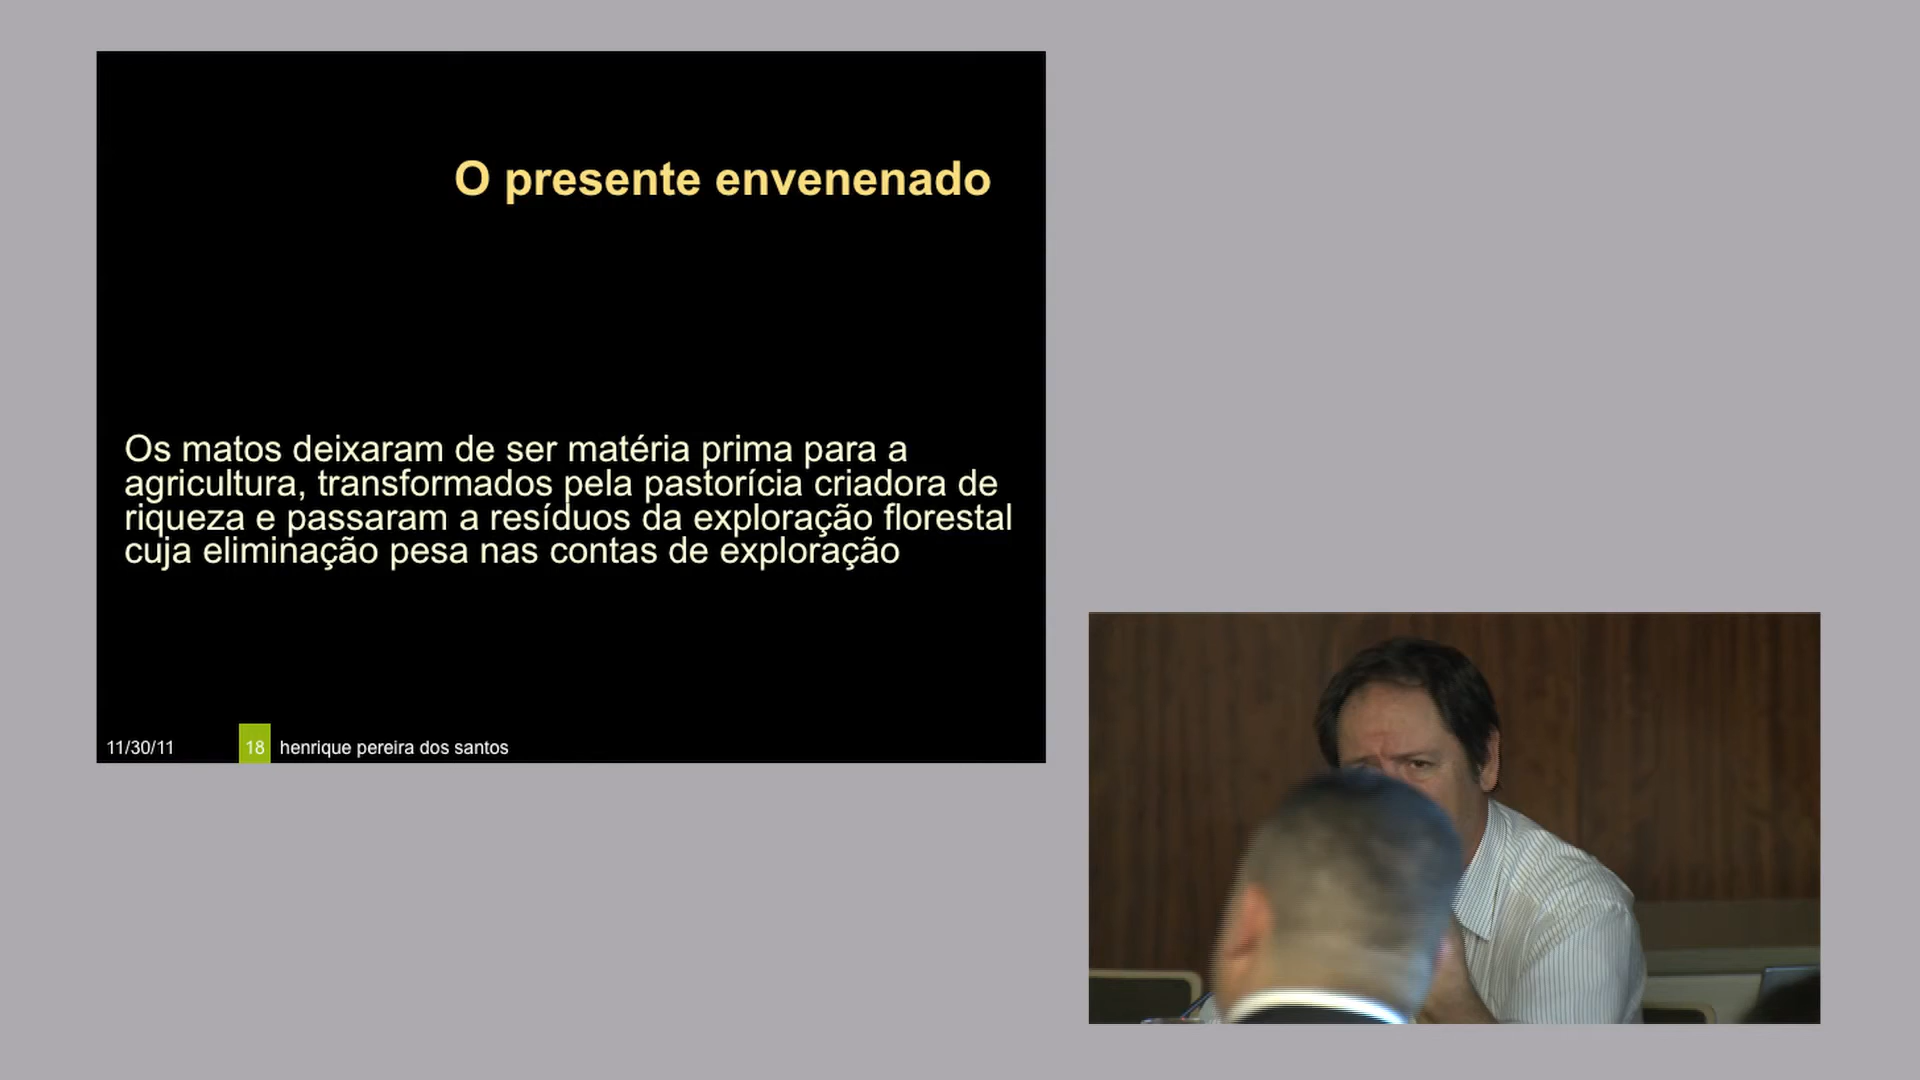 O presente envenenado
Os matos deixaram de ser matéria prima para a
agricultura, transformados pela pastorícia criadora de
riqueza e passaram a resíduos da exploração florestal
cuja eliminação pesa nas contas de exploração
11/30/11 18 henrique pereira dos santos